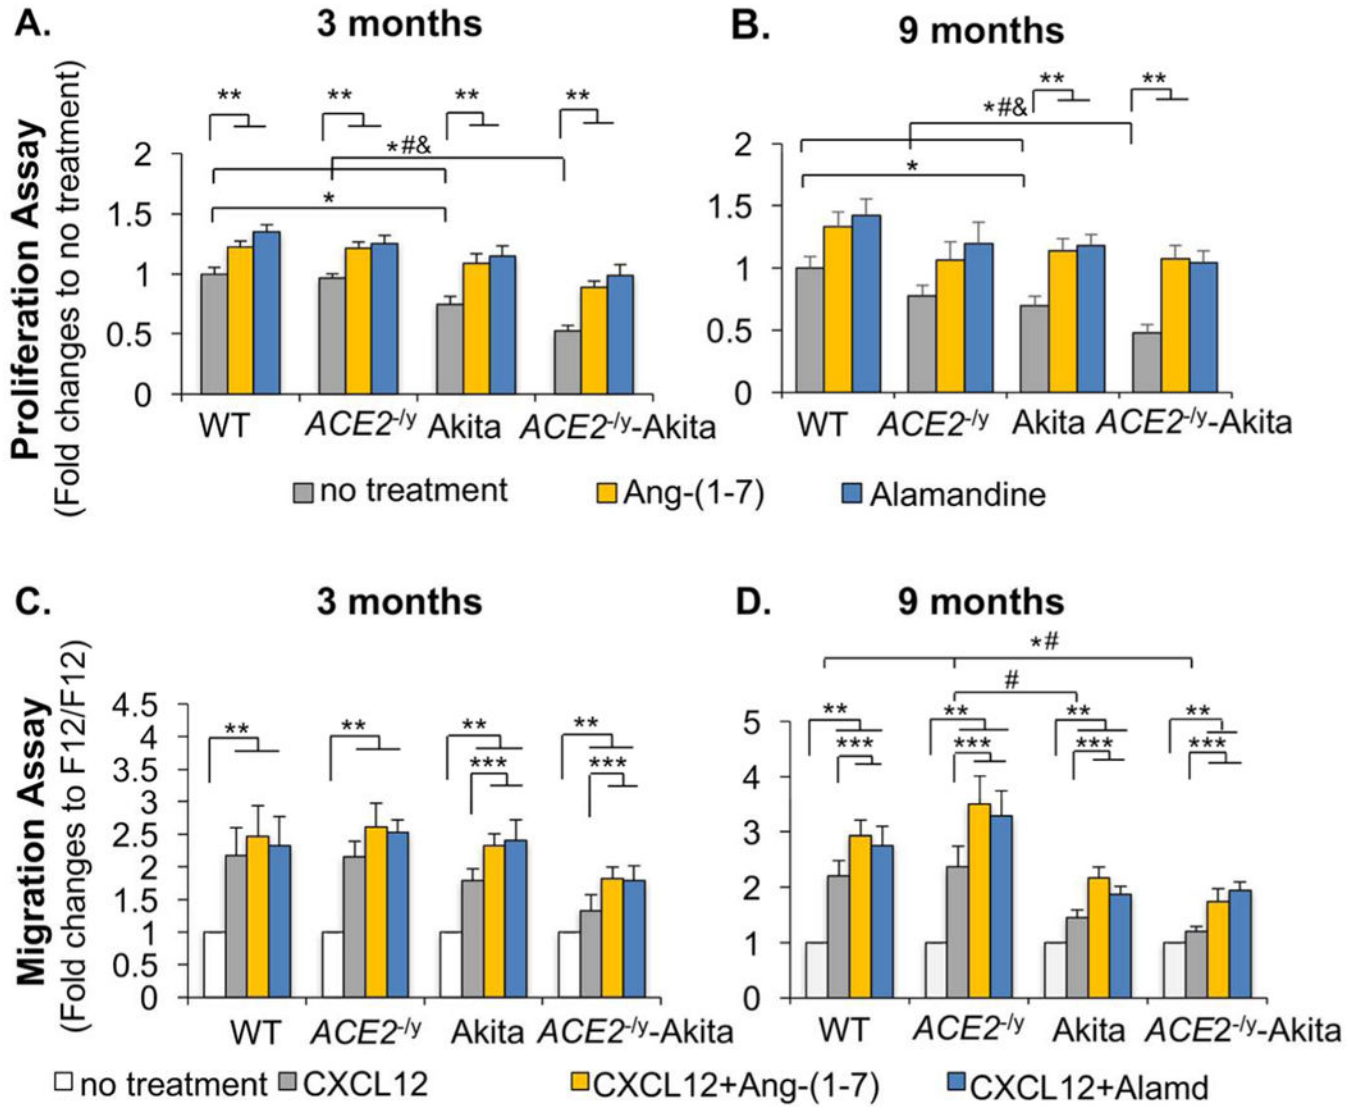 A.
3 months
B.
9 months
Proliferation Assay
(Fold changes to no treatment)
** ** ** **
*#&
*
2
1.5
1
0.5
0
WT ACE2-/y Akita ACE2-/y-Akita
** **
*#&
*
2
1.5
1
0.5
0
WT ACE2-/y Akita ACE2-/y-Akita
no treatment Ang-(1-7) Alamandine
C.
3 months
D.
9 months
Migration Assay
(Fold changes to F12/F12)
** ** ** **
*** ***
4.5
4
3.5
3
2.5
2
1.5
1
0.5
0
WT ACE2-/y Akita ACE2-/y-Akita
*#
#
** ** ** **
*** *** *** ***
5
4
3
2
1
0
WT ACE2-/y Akita ACE2-/y-Akita
no treatment CXCL12 CXCL12+Ang-(1-7) CXCL12+Alamd